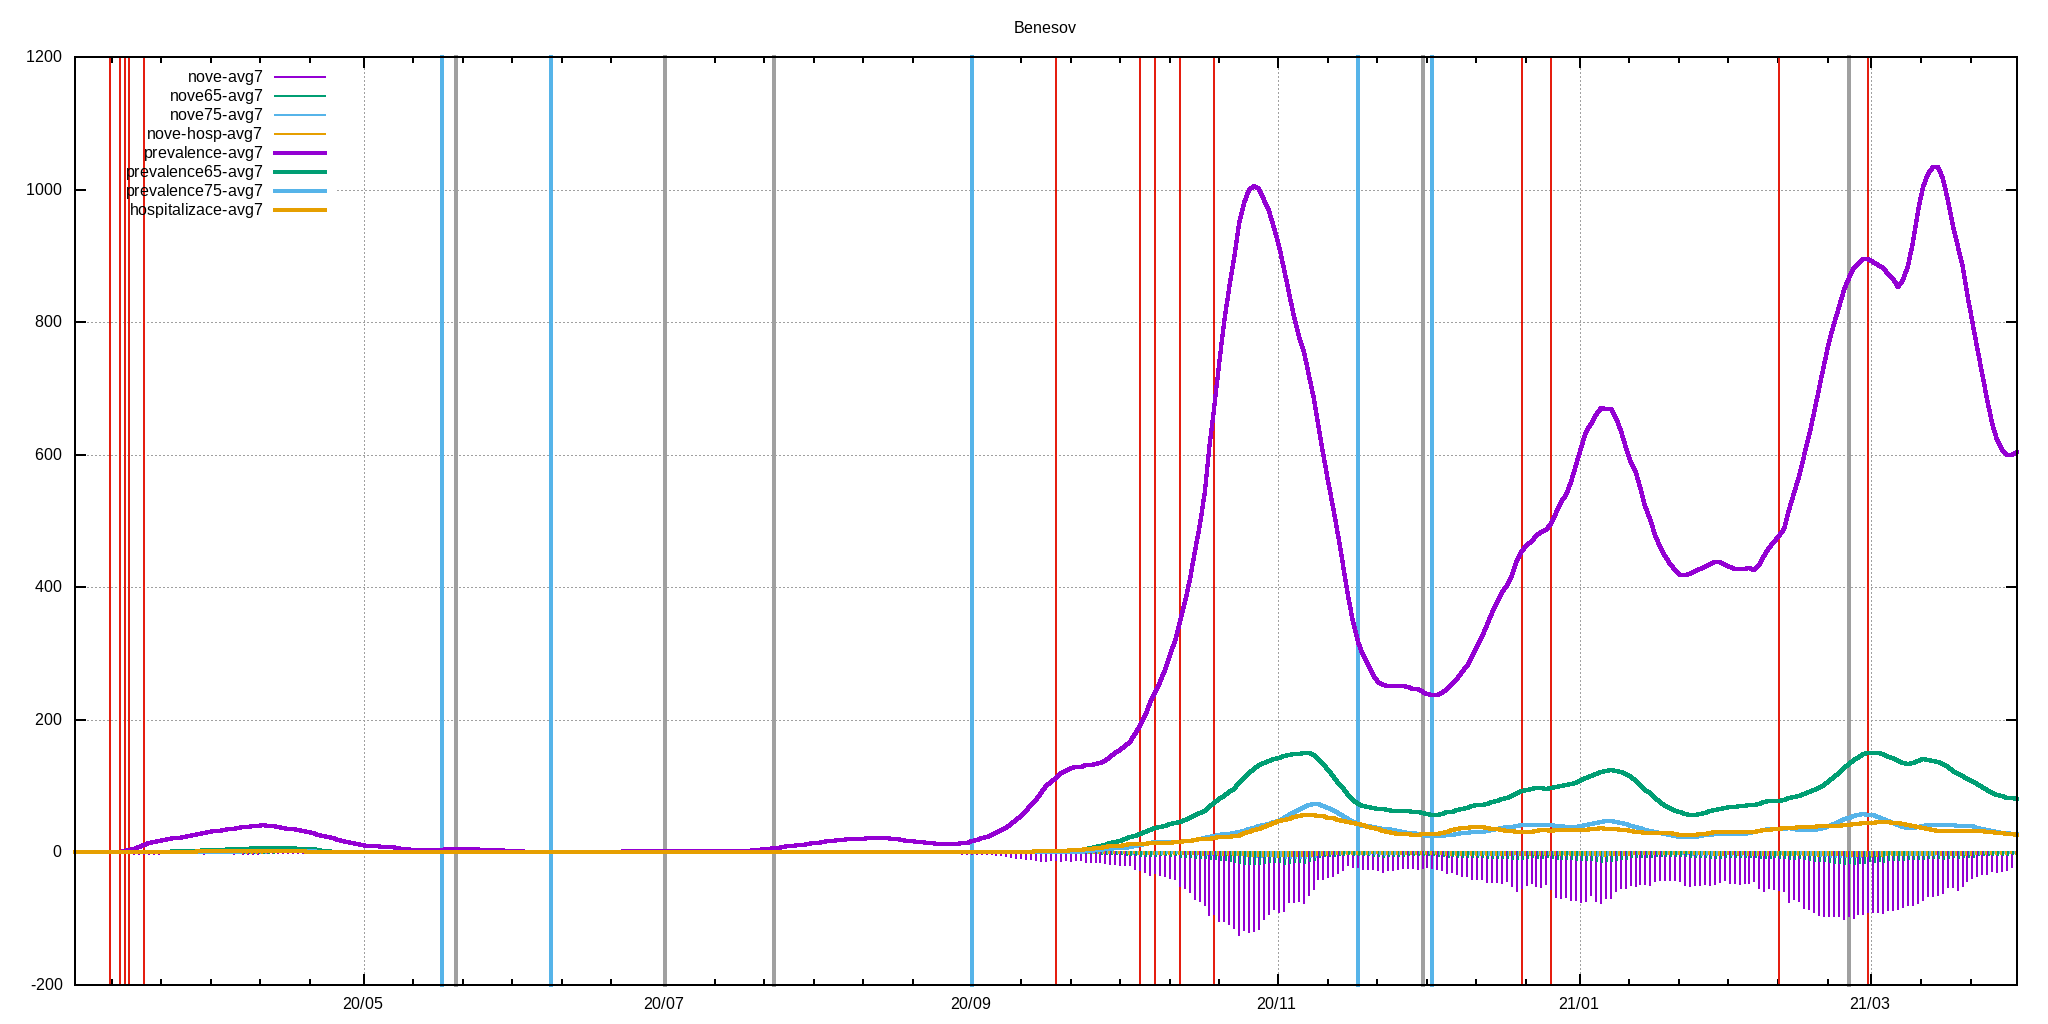 Benesov
1200
1000
800
600
400
200
0
-200
nove-avg7
nove65-avg7
nove75-avg7
nove-hosp-avg7
prevalence-avg7
prevalence65-avg7
prevalence75-avg7
hospitalizace-avg7
20/05
20/07
20/09
20/11
21/01
21/03